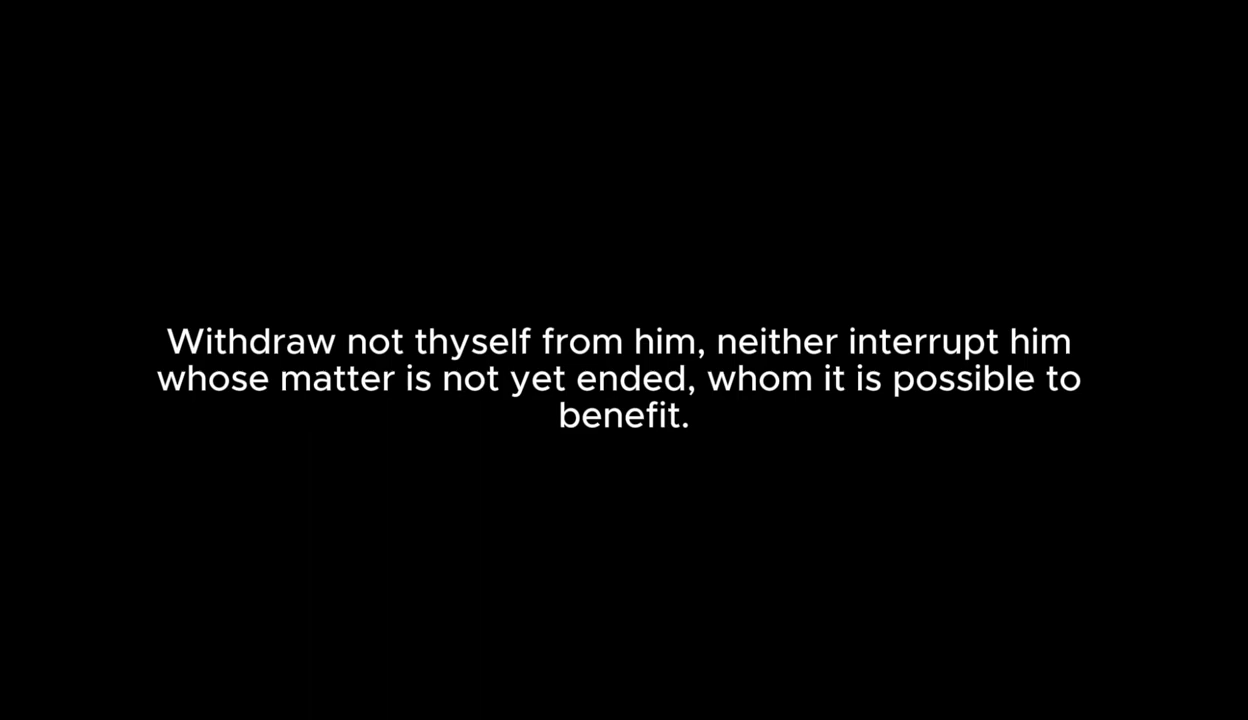 Withdraw not thyself from him, neither interrupt him
whose matter is not yet ended, whom it is possible to
benefit.